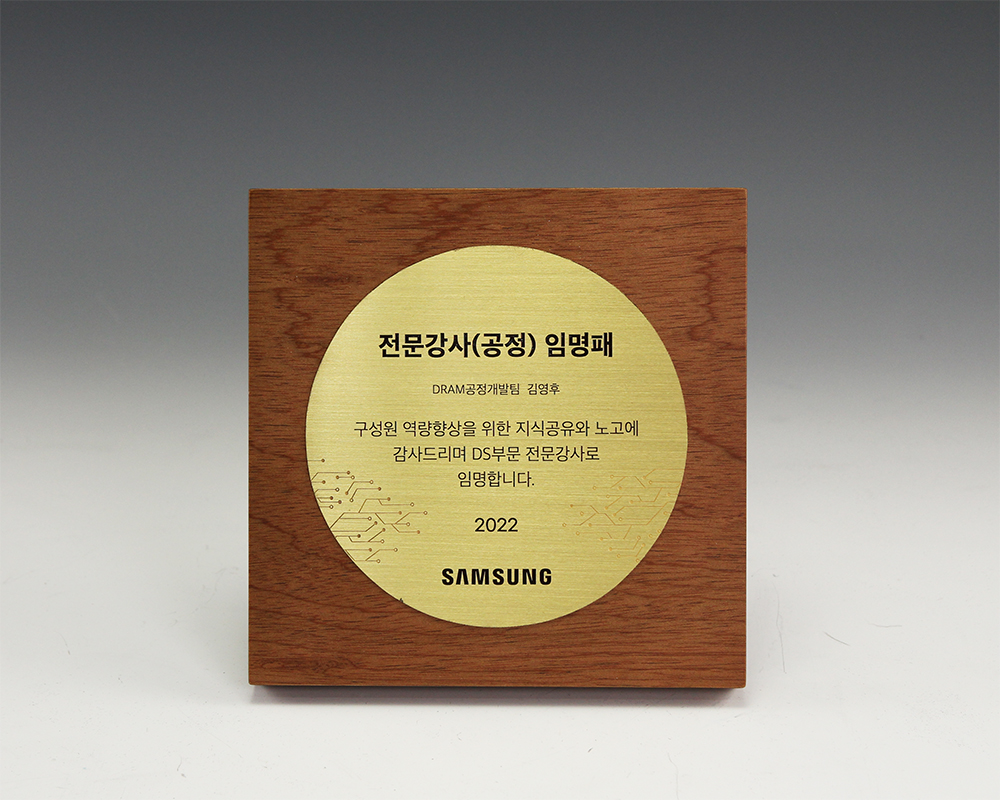 전문강사(공정) 임명패
DRAM공정개발팀 김영후
구성원 역량향상을 위한 지식공유와 노고에
감사드리며 DS부문 전문강사로
임명합니다.
2022
SAMSUNG